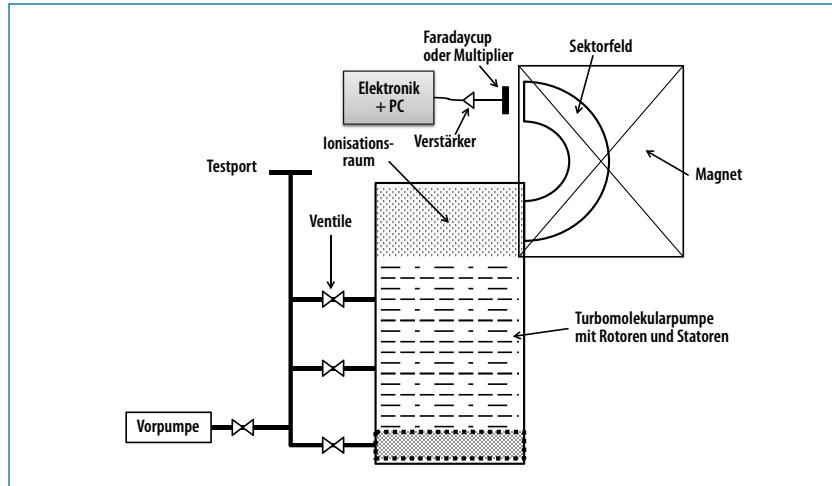 Faradaycup
oder Multiplier
Sektorfeld
Elektronik
+ PC
Verstärker
Ionisations-
raum
Testport
Magnet
Ventile
Turbomolekularpumpe
mit Rotoren und Statoren
Vorpumpe